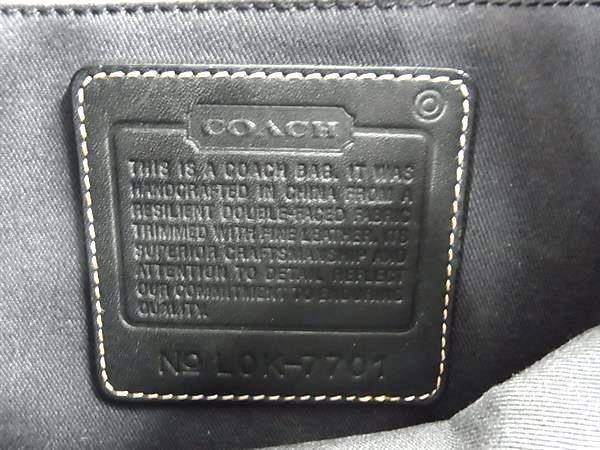 COACH
THIS IS A COACH BAG. IT WAS
HANDCRAFTED IN CHINA FROM A
RESILIENT DOUBLE-FACED FABRIC
TRIMMED WITH FINE LEATHER. ITS
SUPERIOR CRAFTSMANSHIP AND
ATTENTION TO DETAIL REFLECT
OUR COMMITMENT TO ENDURING
QUALITY.
No L0K-7701